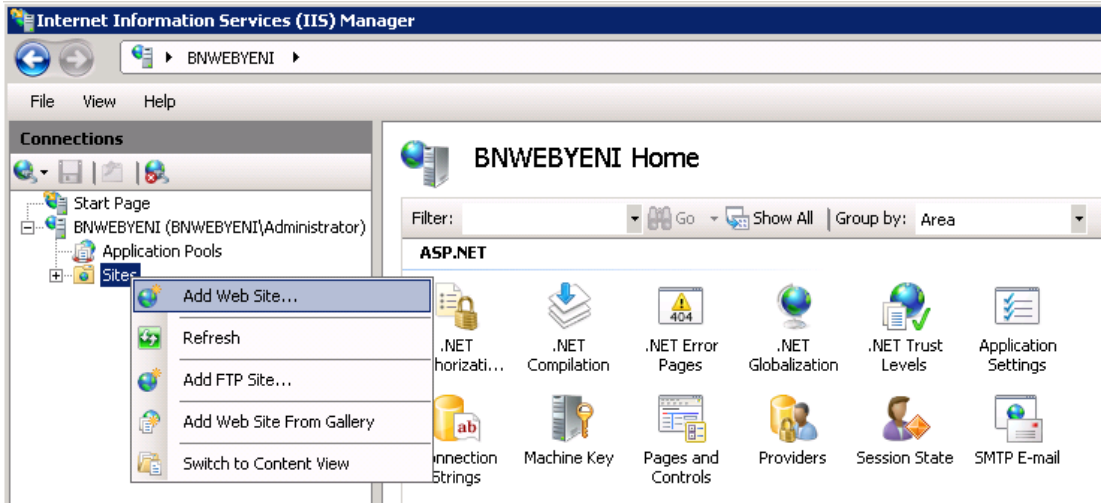 Internet Information Services (IIS) Manager
BNWEBYENI
File View Help
Connections
Start Page
BNWEBYENI (BNWEBYENI\Administrator)
Application Pools
Sites
Add Web Site...
Refresh
Add FTP Site...
Add Web Site From Gallery
Switch to Content View
BNWEBYENI Home
Filter: Go Show All Group by: Area
ASP.NET
.NET
horizati...
.NET
Compilation
404
.NET Error
Pages
.NET
Globalization
.NET Trust
Levels
Application
Settings
ab
nnection
Strings
Machine Key
Pages and
Controls
Providers
Session State
SMTP E-mail